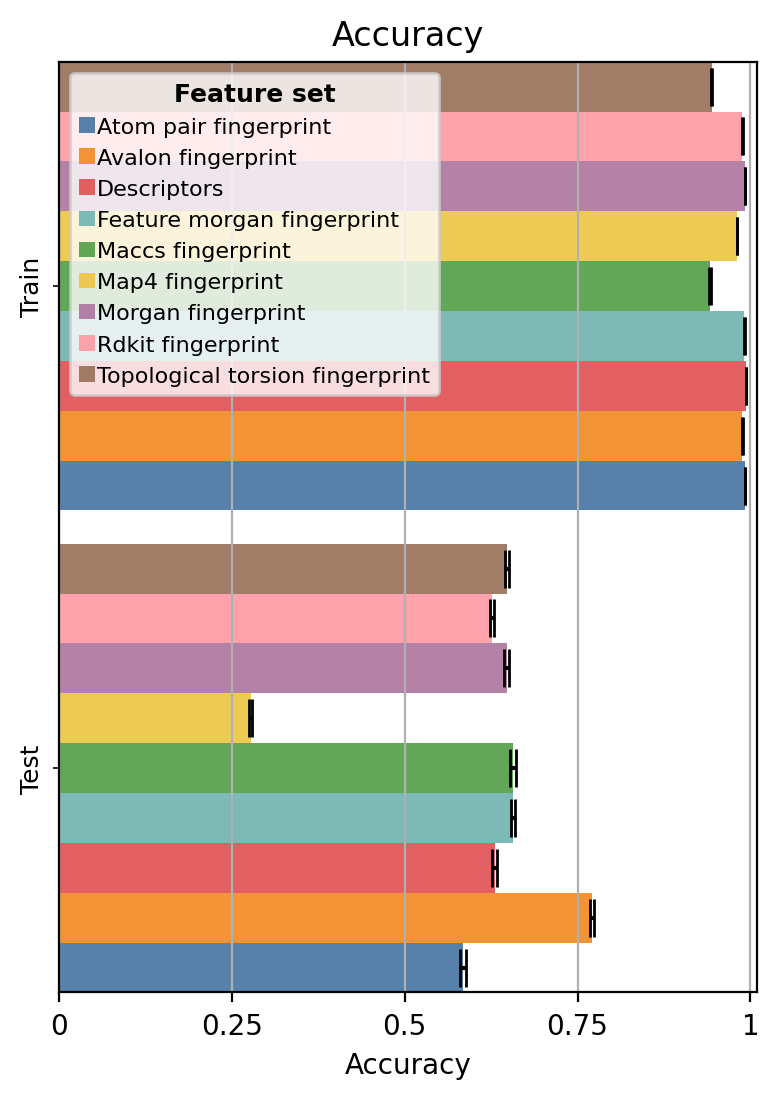 Accuracy
Feature set
Atom pair fingerprint
Avalon fingerprint
Descriptors
Feature morgan fingerprint
Maccs fingerprint
Map4 fingerprint
Morgan fingerprint
Rdkit fingerprint
Topological torsion fingerprint
Train
Test
0 0.25 0.5 0.75 1
Accuracy